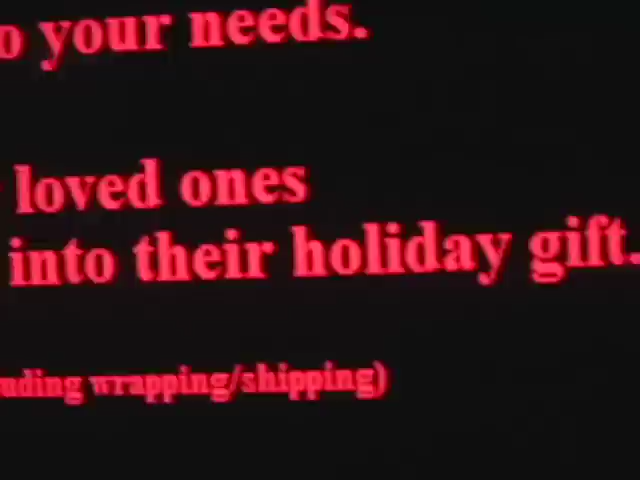 o your needs.
loved ones
into their holiday gift.
uding wrapping/shipping)